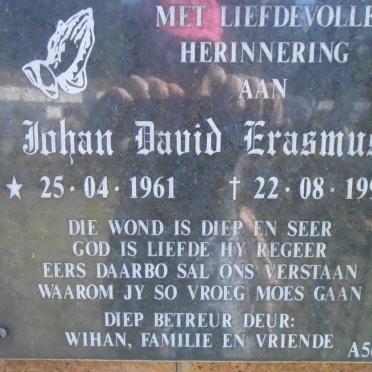 MET LIEFDEVOLLE
HERINNERING
AAN
Johan David Erasmus
★ 25·04·1961 † 22·08·199
DIE WOND IS DIEP EN SEER
GOD IS LIEFDE HY REGEER
EERS DAARBO SAL ONS VERSTAAN
WAAROM JY SO VROEG MOES GAAN
DIEP BETREUR DEUR:
WIHAN, FAMILIE EN VRIENDE